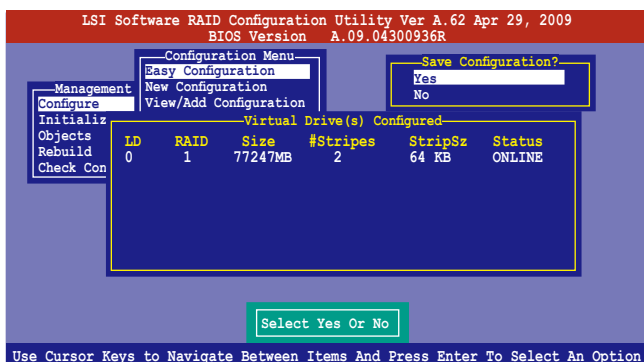 LSI Software RAID Configuration Utility Ver A.62 Apr 29, 2009
BIOS Version A.09.04300936R
Configuration Menu
Easy Configuration
New Configuration
View/Add Configuration
Save Configuration?
Yes
No
Management
Configure
Initializ
Objects
Rebuild
Check Con
Virtual Drive(s) Configured
LD RAID Size #Stripes StripSz Status
0 1 77247MB 2 64 KB ONLINE
Select Yes Or No
Use Cursor Keys to Navigate Between Items And Press Enter To Select An Option